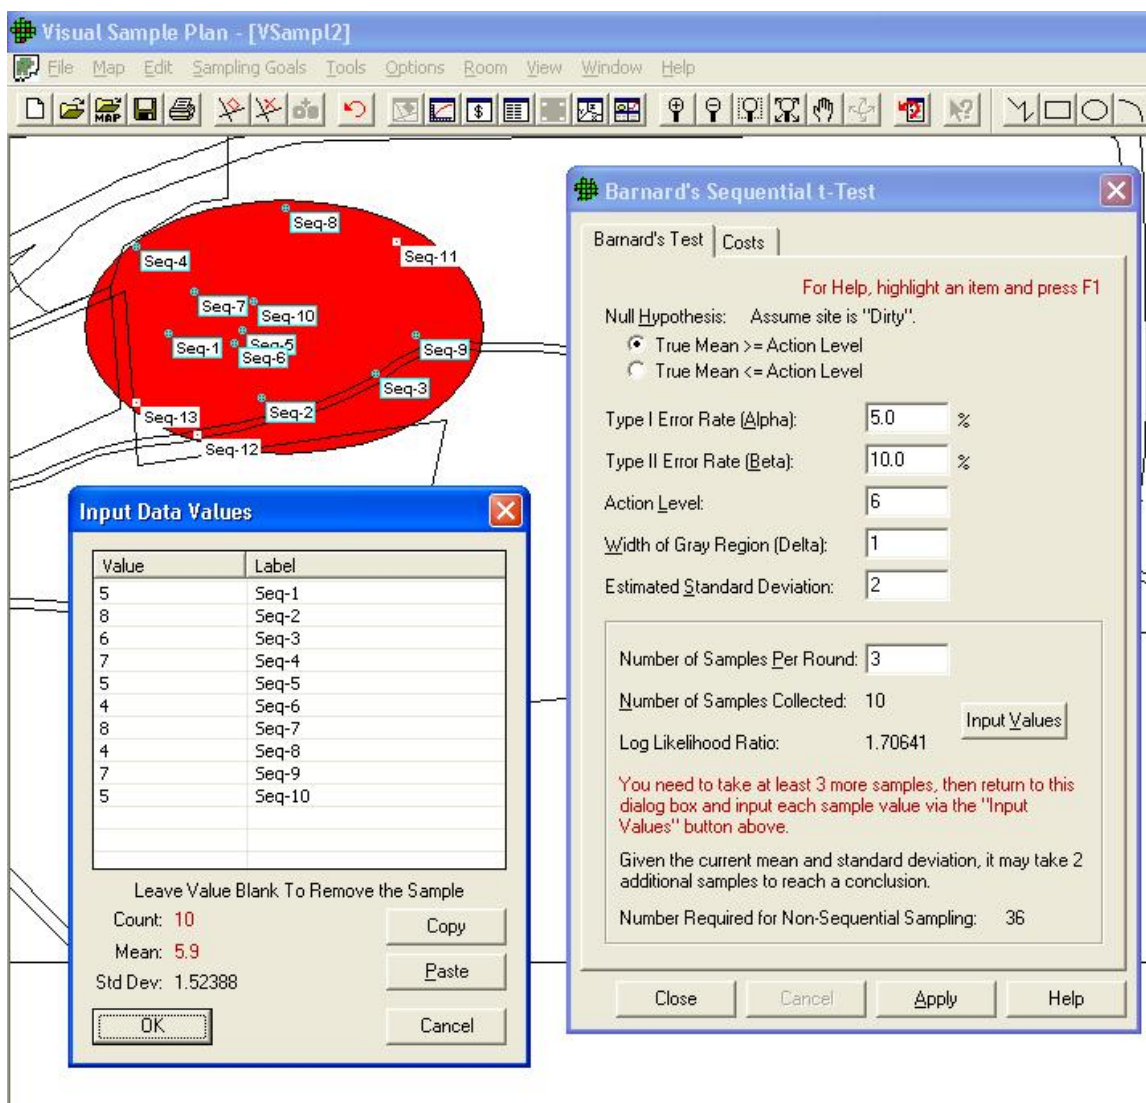 Visual Sample Plan - [VSampl2]
File Map Edit Sampling Goals Tools Options Room View Window Help
MAP
Seq-8
Seq-4
Seq-11
Seq-7
Seq-10
Seq-1
Seq-5
Seq-6
Seq-9
Seq-3
Seq-2
Seq-13
Seq-12
Input Data Values
Value Label
5 Seq-1
8 Seq-2
6 Seq-3
7 Seq-4
5 Seq-5
4 Seq-6
8 Seq-7
4 Seq-8
7 Seq-9
5 Seq-10
Leave Value Blank To Remove the Sample
Count: 10
Mean: 5.9
Std Dev: 1.52388
Copy
Paste
OK
Cancel
Barnard's Sequential t-Test
Barnard's Test Costs
For Help, highlight an item and press F1
Null Hypothesis: Assume site is "Dirty".
True Mean >= Action Level
True Mean <= Action Level
Type I Error Rate (Alpha): 5.0 %
Type II Error Rate (Beta): 10.0 %
Action Level: 6
Width of Gray Region (Delta): 1
Estimated Standard Deviation: 2
Number of Samples Per Round: 3
Number of Samples Collected: 10
Input Values
Log Likelihood Ratio: 1.70641
You need to take at least 3 more samples, then return to this
dialog box and input each sample value via the "Input
Values" button above.
Given the current mean and standard deviation, it may take 2
additional samples to reach a conclusion.
Number Required for Non-Sequential Sampling: 36
Close Cancel Apply Help